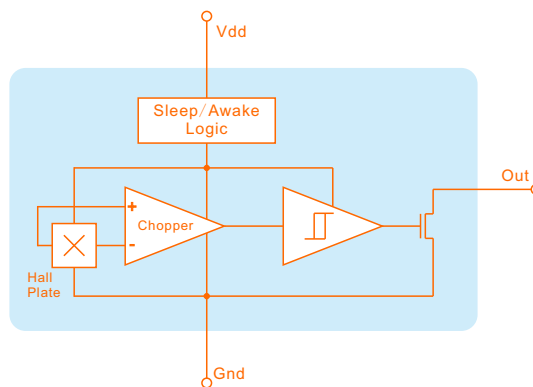 Vdd
Sleep/Awake
Logic
Out
+
Chopper
-
Hall
Plate
Gnd